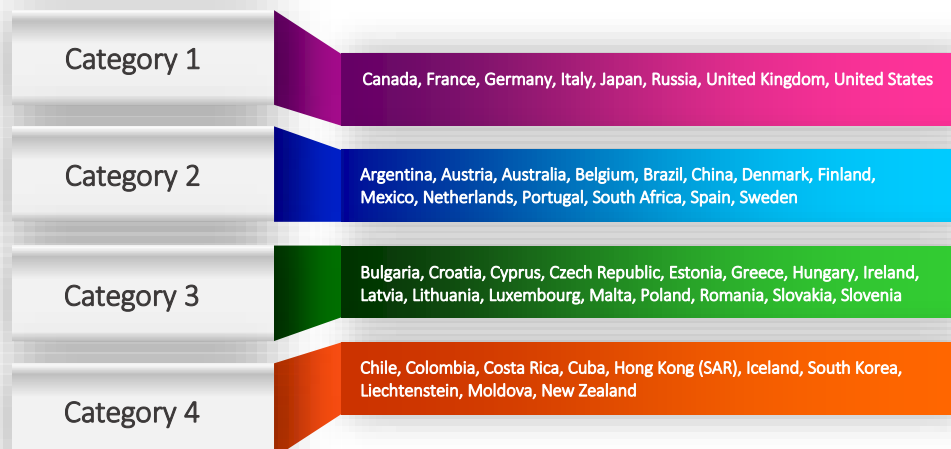 Category 1
Canada, France, Germany, Italy, Japan, Russia, United Kingdom, United States
Category 2
Argentina, Austria, Australia, Belgium, Brazil, China, Denmark, Finland,
Mexico, Netherlands, Portugal, South Africa, Spain, Sweden
Category 3
Bulgaria, Croatia, Cyprus, Czech Republic, Estonia, Greece, Hungary, Ireland,
Latvia, Lithuania, Luxembourg, Malta, Poland, Romania, Slovakia, Slovenia
Category 4
Chile, Colombia, Costa Rica, Cuba, Hong Kong (SAR), Iceland, South Korea,
Liechtenstein, Moldova, New Zealand